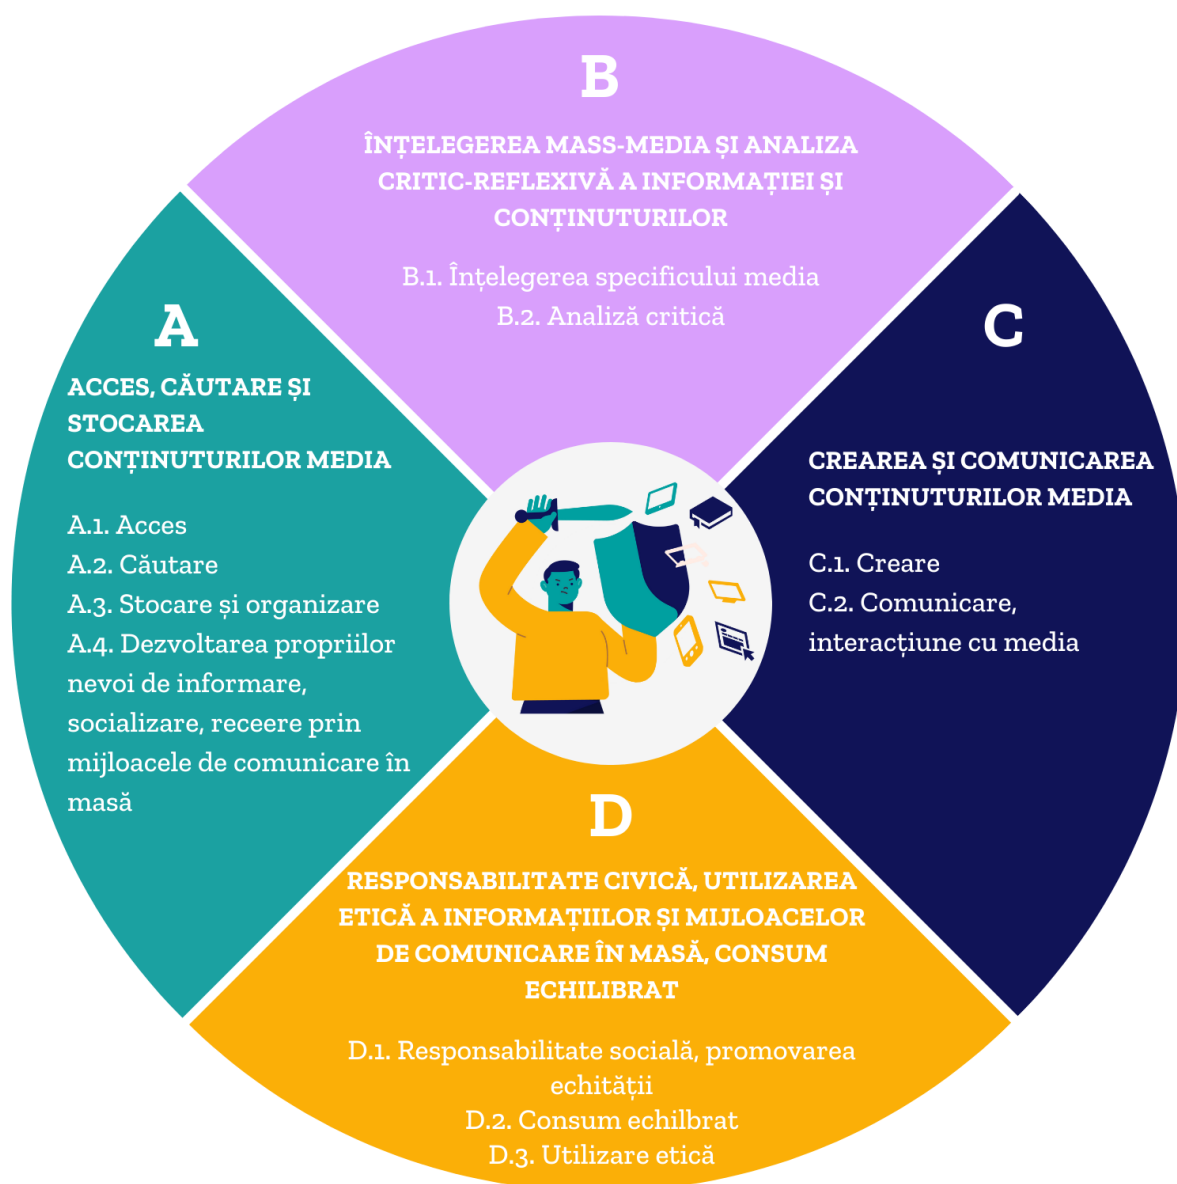 A
ACCES, CĂUTARE ȘI
STOCAREA
CONȚINUTURILOR MEDIA
A.1. Acces
A.2. Căutare
A.3. Stocare și organizare
A.4. Dezvoltarea propriilor
nevoi de informare,
socializare, receere prin
mijloacele de comunicare în
masă
B
ÎNȚELEGEREA MASS-MEDIA ȘI ANALIZA
CRITIC-REFLEXIVĂ A INFORMAȚIEI ȘI
CONȚINUTURILOR
B.1. Înțelegerea specificului media
B.2. Analiză critică
C
CREAREA ȘI COMUNICAREA
CONȚINUTURILOR MEDIA
C.1. Creare
C.2. Comunicare,
interacțiune cu media
D
RESPONSABILITATE CIVICĂ, UTILIZAREA
ETICĂ A INFORMAȚIILOR ȘI MIJLOACELOR
DE COMUNICARE ÎN MASĂ, CONSUM
ECHILIBRAT
D.1. Responsabilitate socială, promovarea
echității
D.2. Consum echilbrat
D.3. Utilizare etică